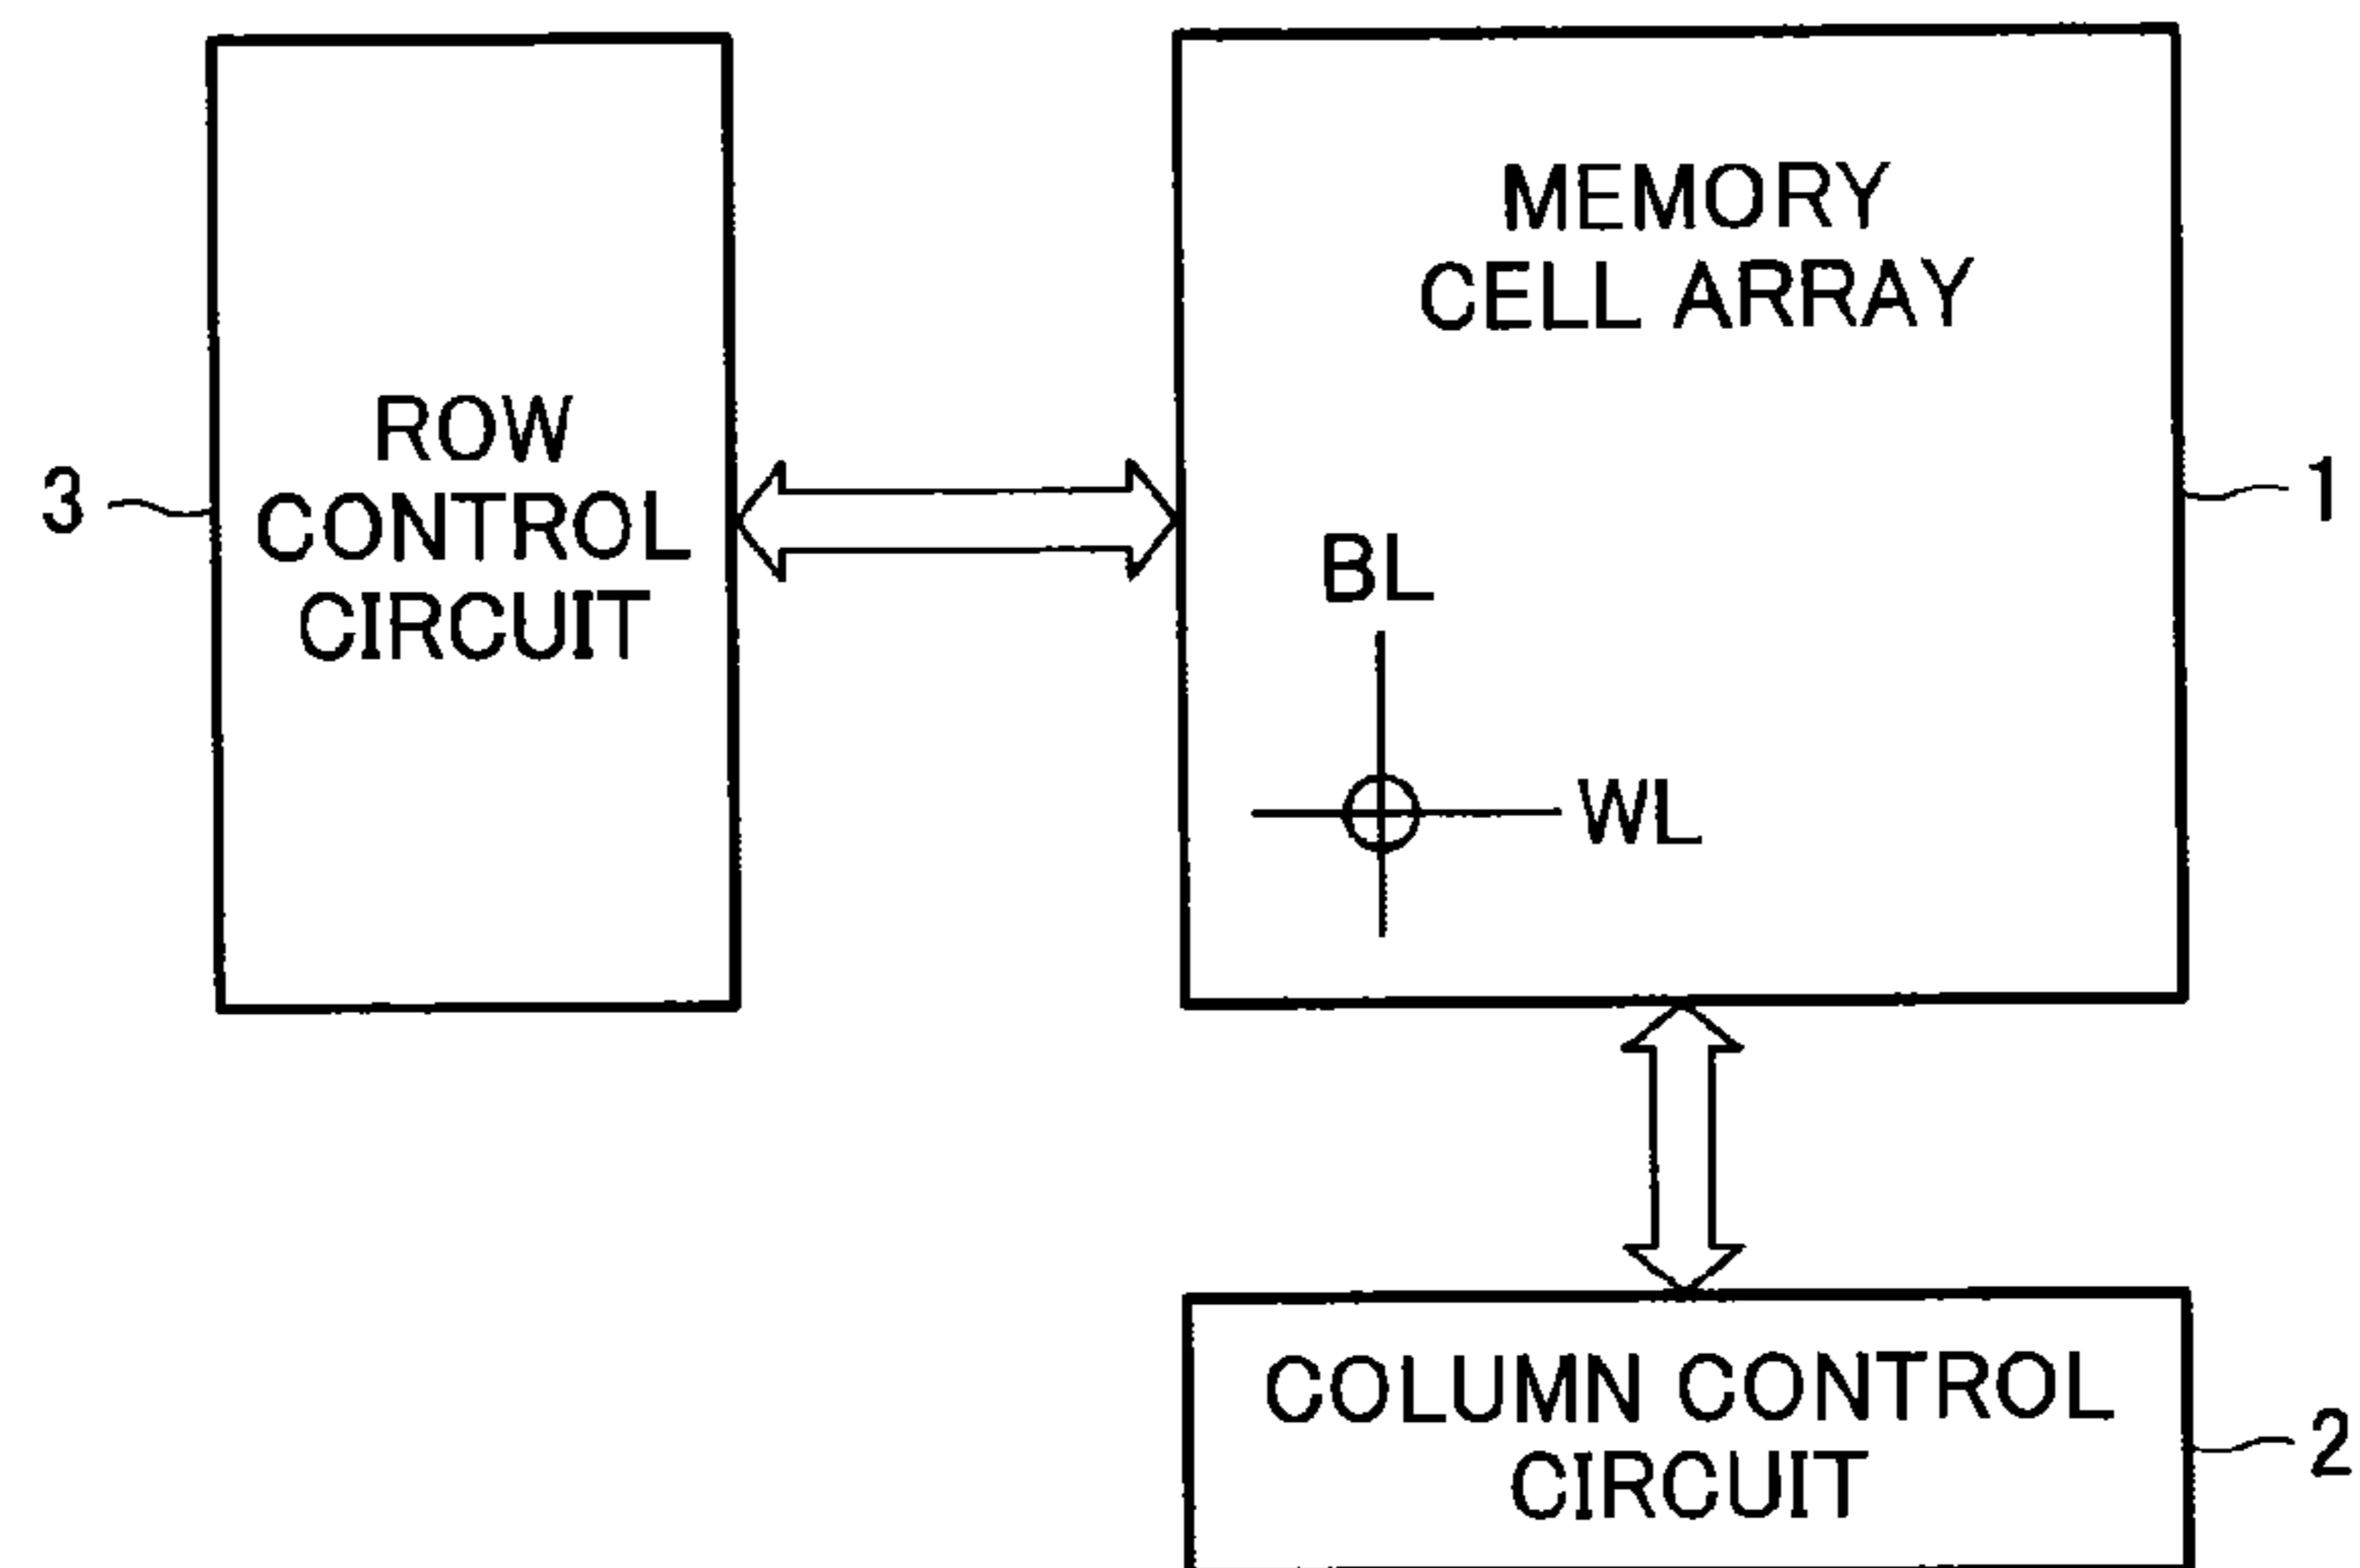 MEMORY
CELL ARRAY
ROW
CONTROL
CIRCUIT
3
1
BL
WL
COLUMN CONTROL
CIRCUIT
2